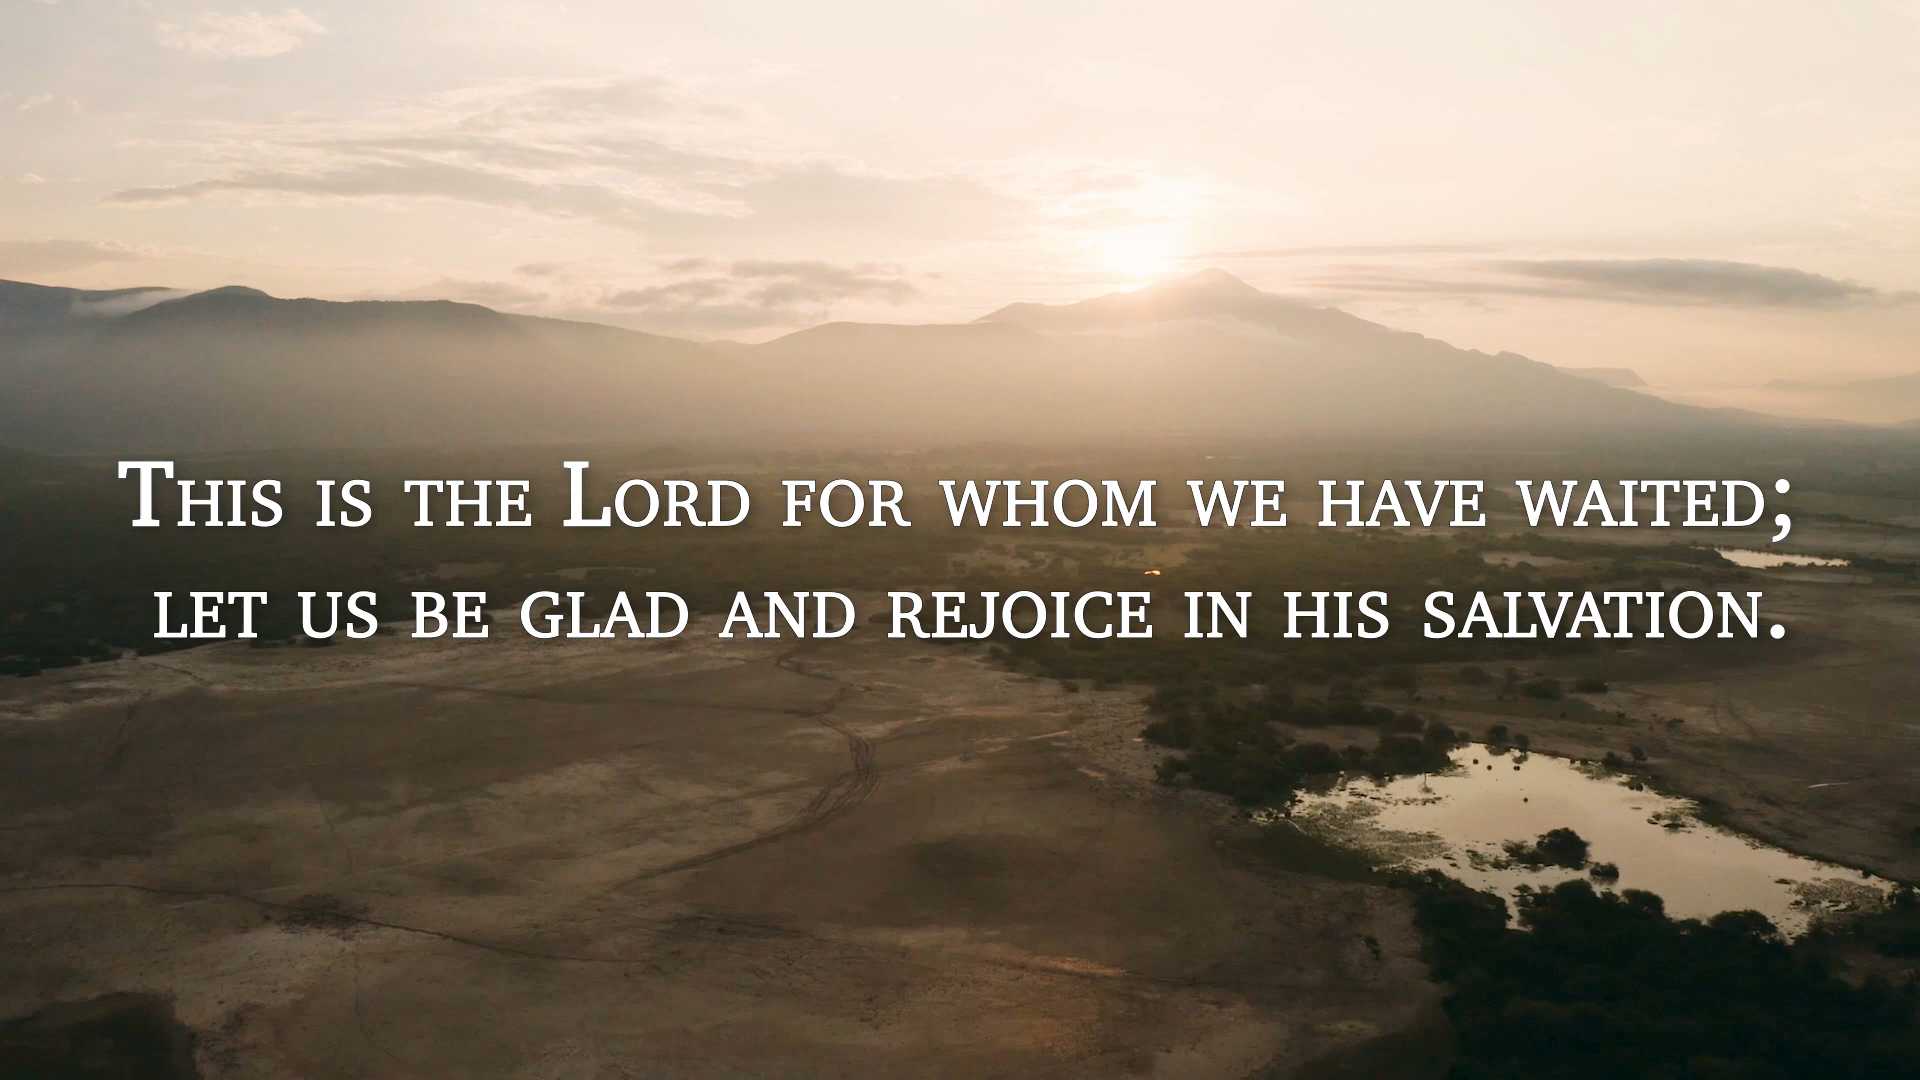 This is the Lord for whom we have waited;
let us be glad and rejoice in his salvation.